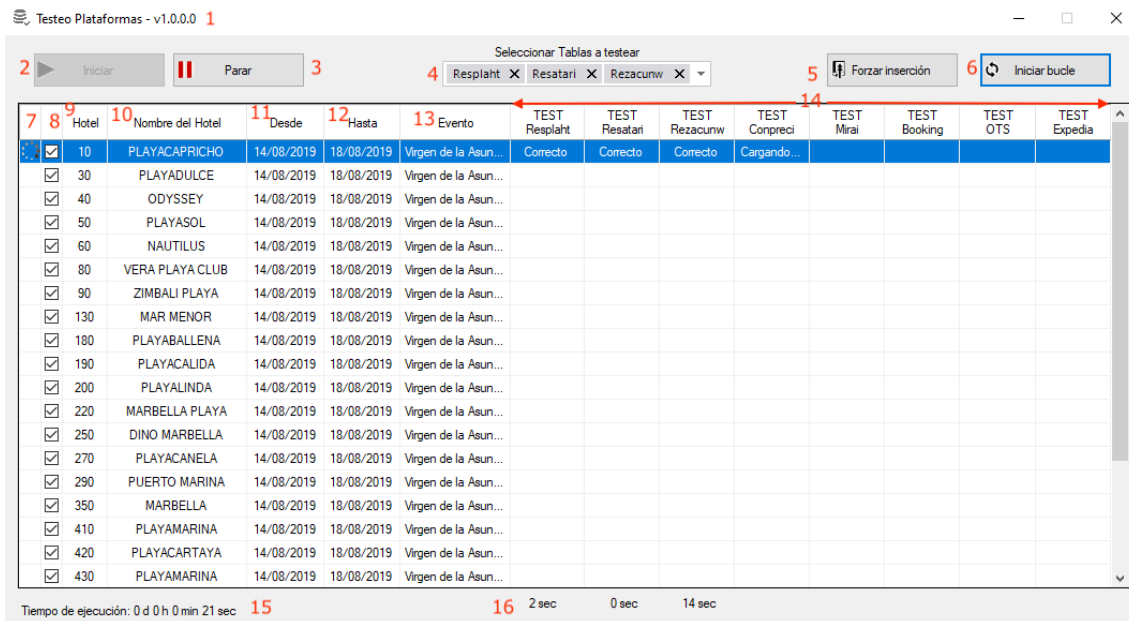 Testeo Plataformas - v1.0.0.0 1
Seleccionar Tablas a testear
2 Iniciar Parar 3 4 Resplaht X Resatari X Rezacunw X 5 Forzar inserción 6 Iniciar bucle
14
7 8 9 Hotel 10 Nombre del Hotel 11 Desde 12 Hasta 13 Evento TEST Resplaht TEST Resatari TEST Rezacunw TEST Conpreci TEST Mirai TEST Booking TEST OTS TEST Expedia
10 PLAYACAPRICHO 14/08/2019 18/08/2019 Virgen de la Asun... Correcto Correcto Correcto Cargando...
30 PLAYADULCE 14/08/2019 18/08/2019 Virgen de la Asun...
40 ODYSSEY 14/08/2019 18/08/2019 Virgen de la Asun...
50 PLAYASOL 14/08/2019 18/08/2019 Virgen de la Asun...
60 NAUTILUS 14/08/2019 18/08/2019 Virgen de la Asun...
80 VERA PLAYA CLUB 14/08/2019 18/08/2019 Virgen de la Asun...
90 ZIMBALI PLAYA 14/08/2019 18/08/2019 Virgen de la Asun...
130 MAR MENOR 14/08/2019 18/08/2019 Virgen de la Asun...
180 PLAYABALLENA 14/08/2019 18/08/2019 Virgen de la Asun...
190 PLAYACALIDA 14/08/2019 18/08/2019 Virgen de la Asun...
200 PLAYALINDA 14/08/2019 18/08/2019 Virgen de la Asun...
220 MARBELLA PLAYA 14/08/2019 18/08/2019 Virgen de la Asun...
250 DINO MARBELLA 14/08/2019 18/08/2019 Virgen de la Asun...
270 PLAYACANELA 14/08/2019 18/08/2019 Virgen de la Asun...
290 PUERTO MARINA 14/08/2019 18/08/2019 Virgen de la Asun...
350 MARBELLA 14/08/2019 18/08/2019 Virgen de la Asun...
410 PLAYAMARINA 14/08/2019 18/08/2019 Virgen de la Asun...
420 PLAYACARTAYA 14/08/2019 18/08/2019 Virgen de la Asun...
430 PLAYAMARINA 14/08/2019 18/08/2019 Virgen de la Asun...
Tiempo de ejecución: 0 d 0 h 0 min 21 sec 15 16 2 sec 0 sec 14 sec